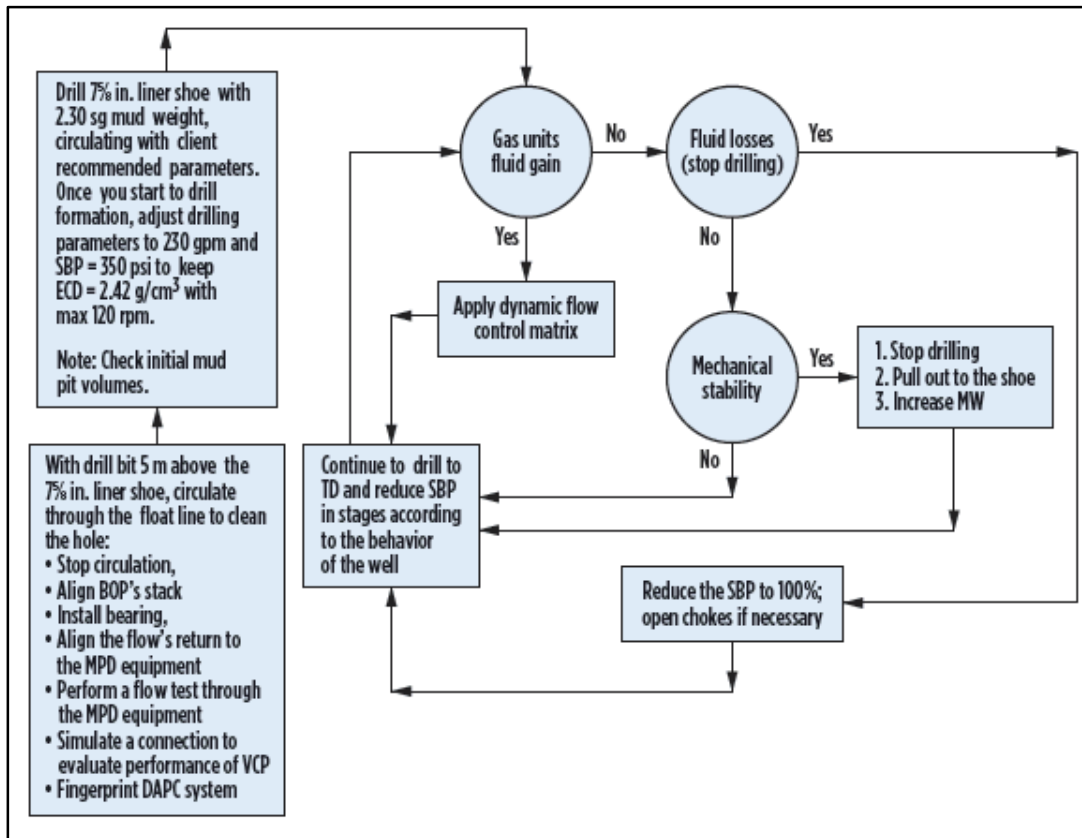 Drill 7⅝ in. liner shoe with
2.30 sg mud weight,
circulating with client
recommended parameters.
Once you start to drill
formation, adjust drilling
parameters to 230 gpm and
SBP = 350 psi to keep
ECD = 2.42 g/cm³ with
max 120 rpm.
Note: Check initial mud
pit volumes.
With drill bit 5 m above the
7⅝ in. liner shoe, circulate
through the float line to clean
the hole:
• Stop circulation,
• Align BOP's stack
• Install bearing,
• Align the flow's return to
the MPD equipment
• Perform a flow test through
the MPD equipment
• Simulate a connection to
evaluate performance of VCP
• Fingerprint DAPC system
Gas units
fluid gain
No
Fluid losses
(stop drilling)
Yes
Yes
No
Apply dynamic flow
control matrix
Mechanical
stability
Yes
1. Stop drilling
2. Pull out to the shoe
3. Increase MW
No
Continue to drill to
TD and reduce SBP
in stages according
to the behavior
of the well
Reduce the SBP to 100%;
open chokes if necessary